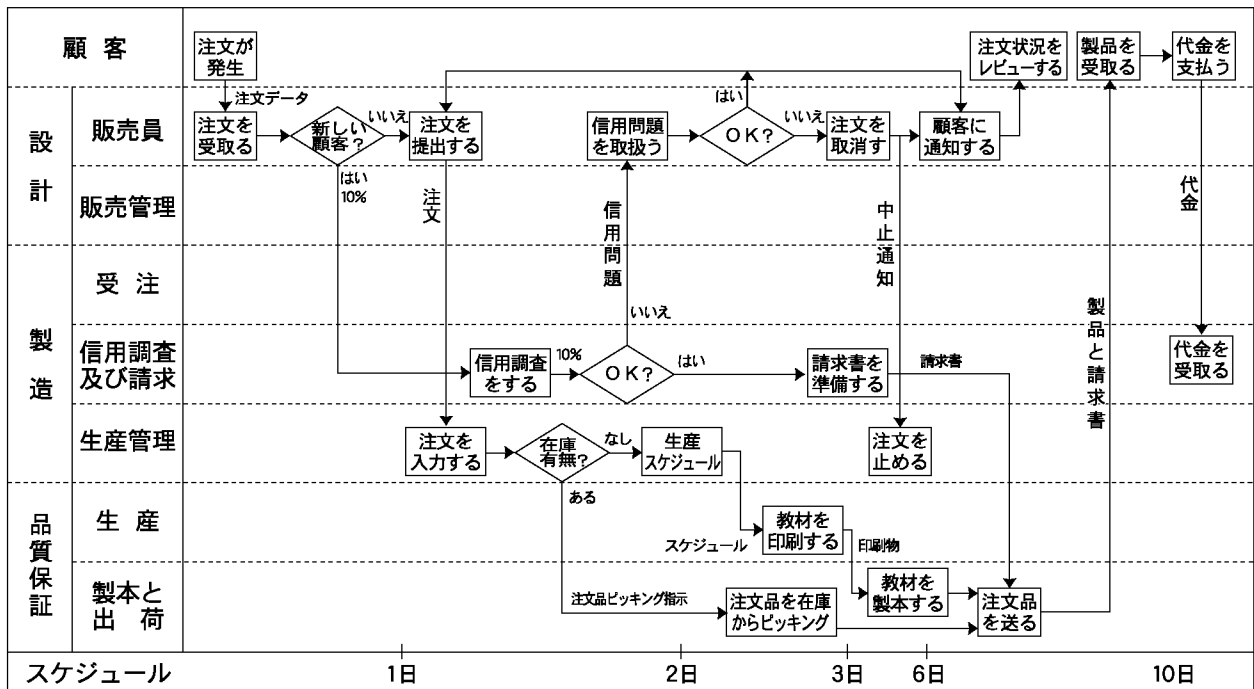 顧客
注文が
発生
注文状況を
レビューする
製品を
受取る
代金を
支払う
注文データ
設計
販売員
注文を
受取る
新しい
顧客？
いいえ
注文を
提出する
信用問題
を取扱う
はい
OK？
いいえ
注文を
取消す
顧客に
通知する
はい
10%
販売管理
注文
信用問題
中止通知
代金
製造
受注
いいえ
製品と請求書
信用調査
及び請求
信用調査
をする
10%
OK？
はい
請求書を
準備する
請求書
代金を
受取る
生産管理
注文を
入力する
在庫
有無？
なし
生産
スケジュール
注文を
止める
ある
品質保証
生産
スケジュール
教材を
印刷する
印刷物
製本と
出荷
注文品ピッキング指示
注文品を在庫
からピッキング
教材を
製本する
注文品
を送る
スケジュール
1日
2日
3日
6日
10日